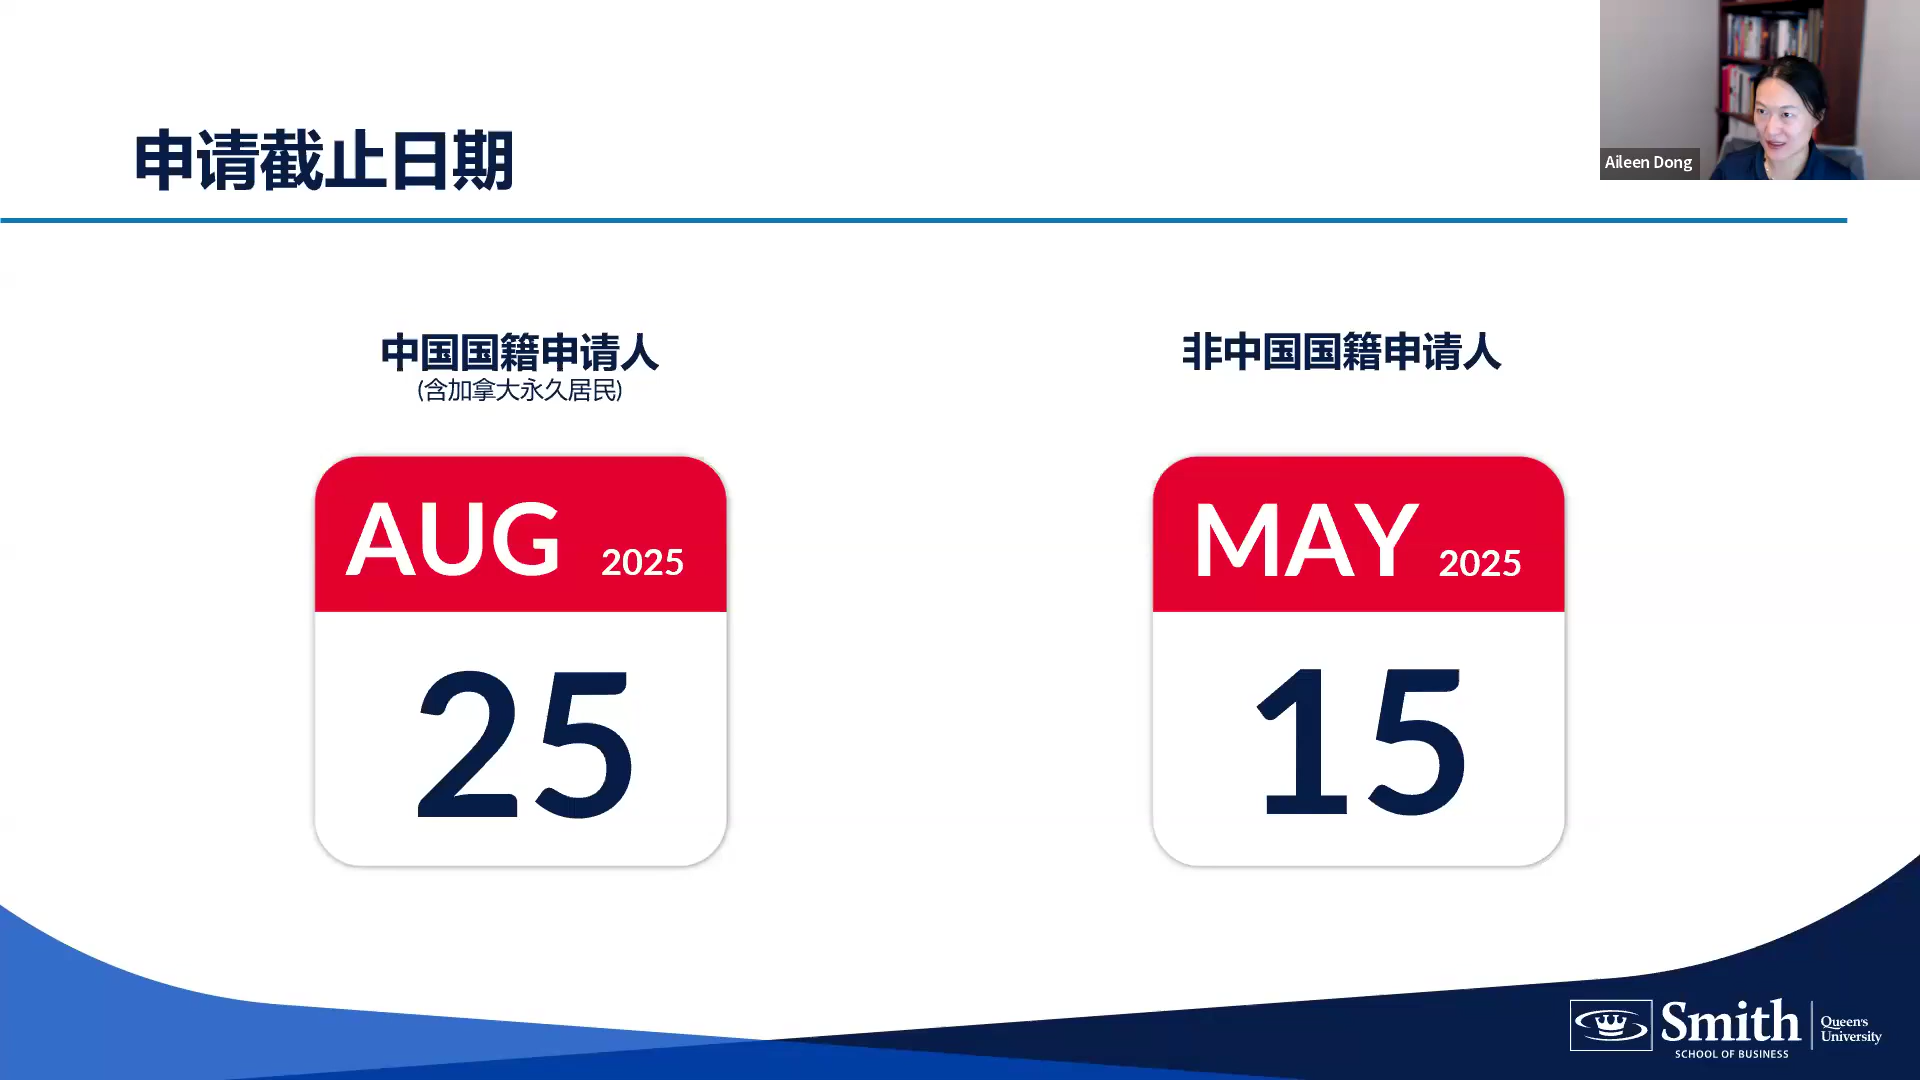 申请截止日期
Aileen Dong
中国国籍申请人
(含加拿大永久居民)
非中国国籍申请人
AUG 2025
25
MAY 2025
15
Smith
SCHOOL OF BUSINESS
Queen's
University